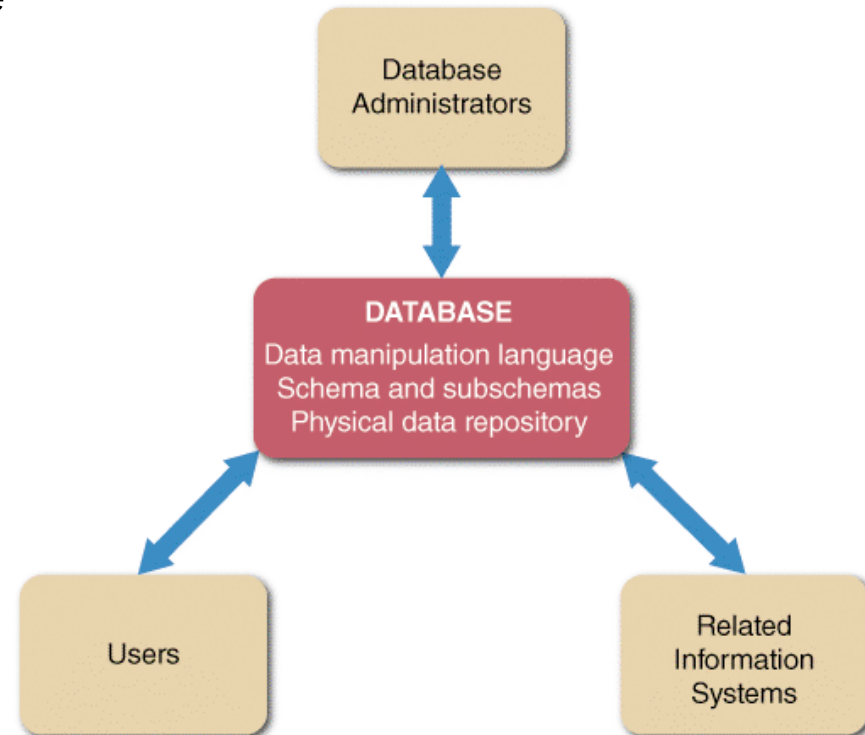 Database
Administrators
DATABASE
Data manipulation language
Schema and subschemas
Physical data repository
Users
Related
Information
Systems